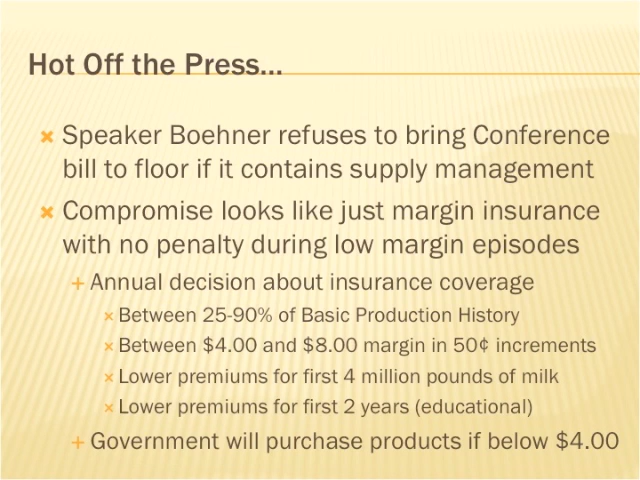 Hot Off the Press…
Speaker Boehner refuses to bring Conference
bill to floor if it contains supply management
Compromise looks like just margin insurance
with no penalty during low margin episodes
Annual decision about insurance coverage
Between 25-90% of Basic Production History
Between $4.00 and $8.00 margin in 50¢ increments
Lower premiums for first 4 million pounds of milk
Lower premiums for first 2 years (educational)
Government will purchase products if below $4.00